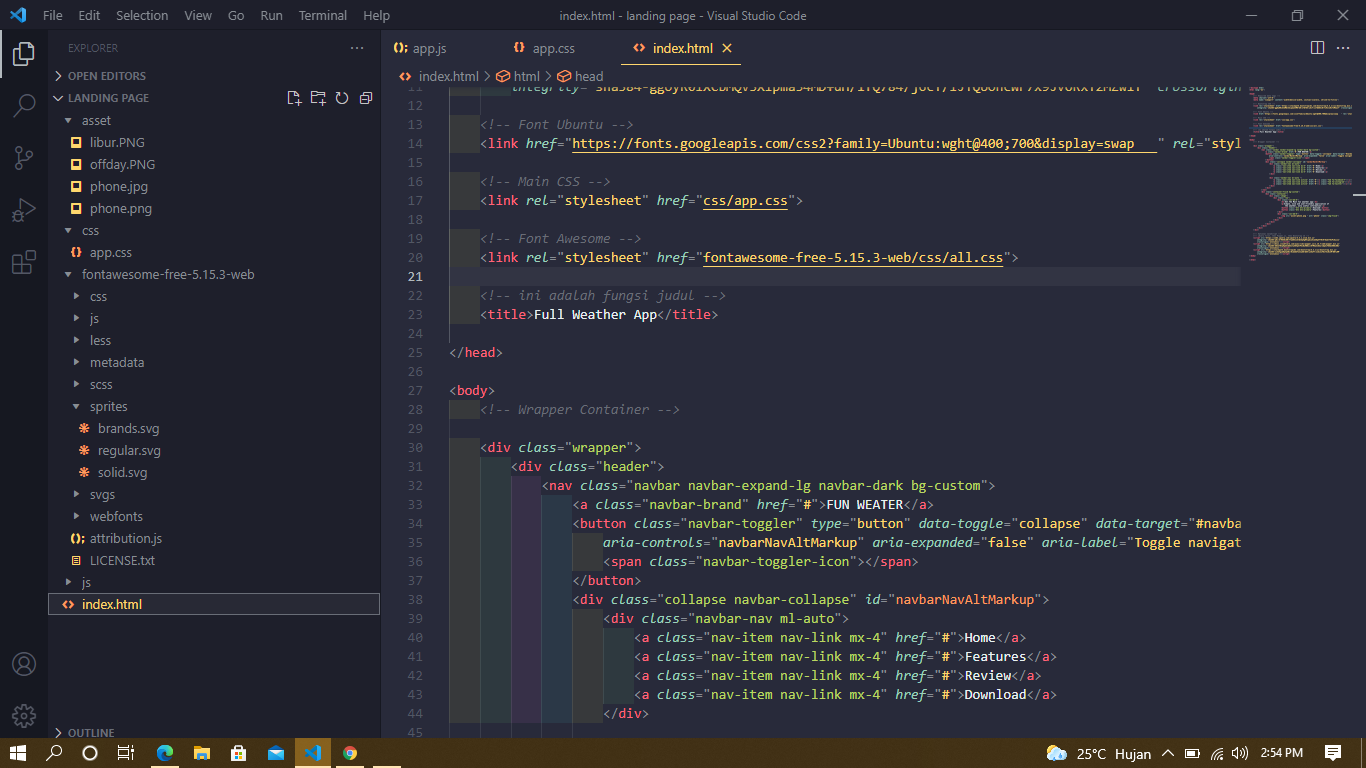 File Edit Selection View Go Run Terminal Help
index.html - landing page - Visual Studio Code
EXPLORER
OPEN EDITORS
LANDING PAGE
asset
libur.PNG
offday.PNG
phone.jpg
phone.png
css
app.css
fontawesome-free-5.15.3-web
css
js
less
metadata
scss
sprites
brands.svg
regular.svg
solid.svg
svgs
webfonts
attribution.js
LICENSE.txt
js
index.html
OUTLINE
app.js app.css index.html
index.html > html > head
12
13 <!-- Font Ubuntu -->
14 <link href="https://fonts.googleapis.com/css2?family=Ubuntu:wght@400;700&display=swap" rel="styl
15
16 <!-- Main CSS -->
17 <link rel="stylesheet" href="css/app.css">
18
19 <!-- Font Awesome -->
20 <link rel="stylesheet" href="fontawesome-free-5.15.3-web/css/all.css">
21
22 <!-- ini adalah fungsi judul -->
23 <title>Full Weather App</title>
24
25 </head>
26
27 <body>
28 <!-- Wrapper Container -->
29
30 <div class="wrapper">
31 <div class="header">
32 <nav class="navbar navbar-expand-lg navbar-dark bg-custom">
33 <a class="navbar-brand" href="#">FUN WEATER</a>
34 <button class="navbar-toggler" type="button" data-toggle="collapse" data-target="#navba
35 aria-controls="navbarNavAltMarkup" aria-expanded="false" aria-label="Toggle navigat
36 <span class="navbar-toggler-icon"></span>
37 </button>
38 <div class="collapse navbar-collapse" id="navbarNavAltMarkup">
39 <div class="navbar-nav ml-auto">
40 <a class="nav-item nav-link mx-4" href="#">Home</a>
41 <a class="nav-item nav-link mx-4" href="#">Features</a>
42 <a class="nav-item nav-link mx-4" href="#">Review</a>
43 <a class="nav-item nav-link mx-4" href="#">Download</a>
44 </div>
45
25°C Hujan 2:54 PM